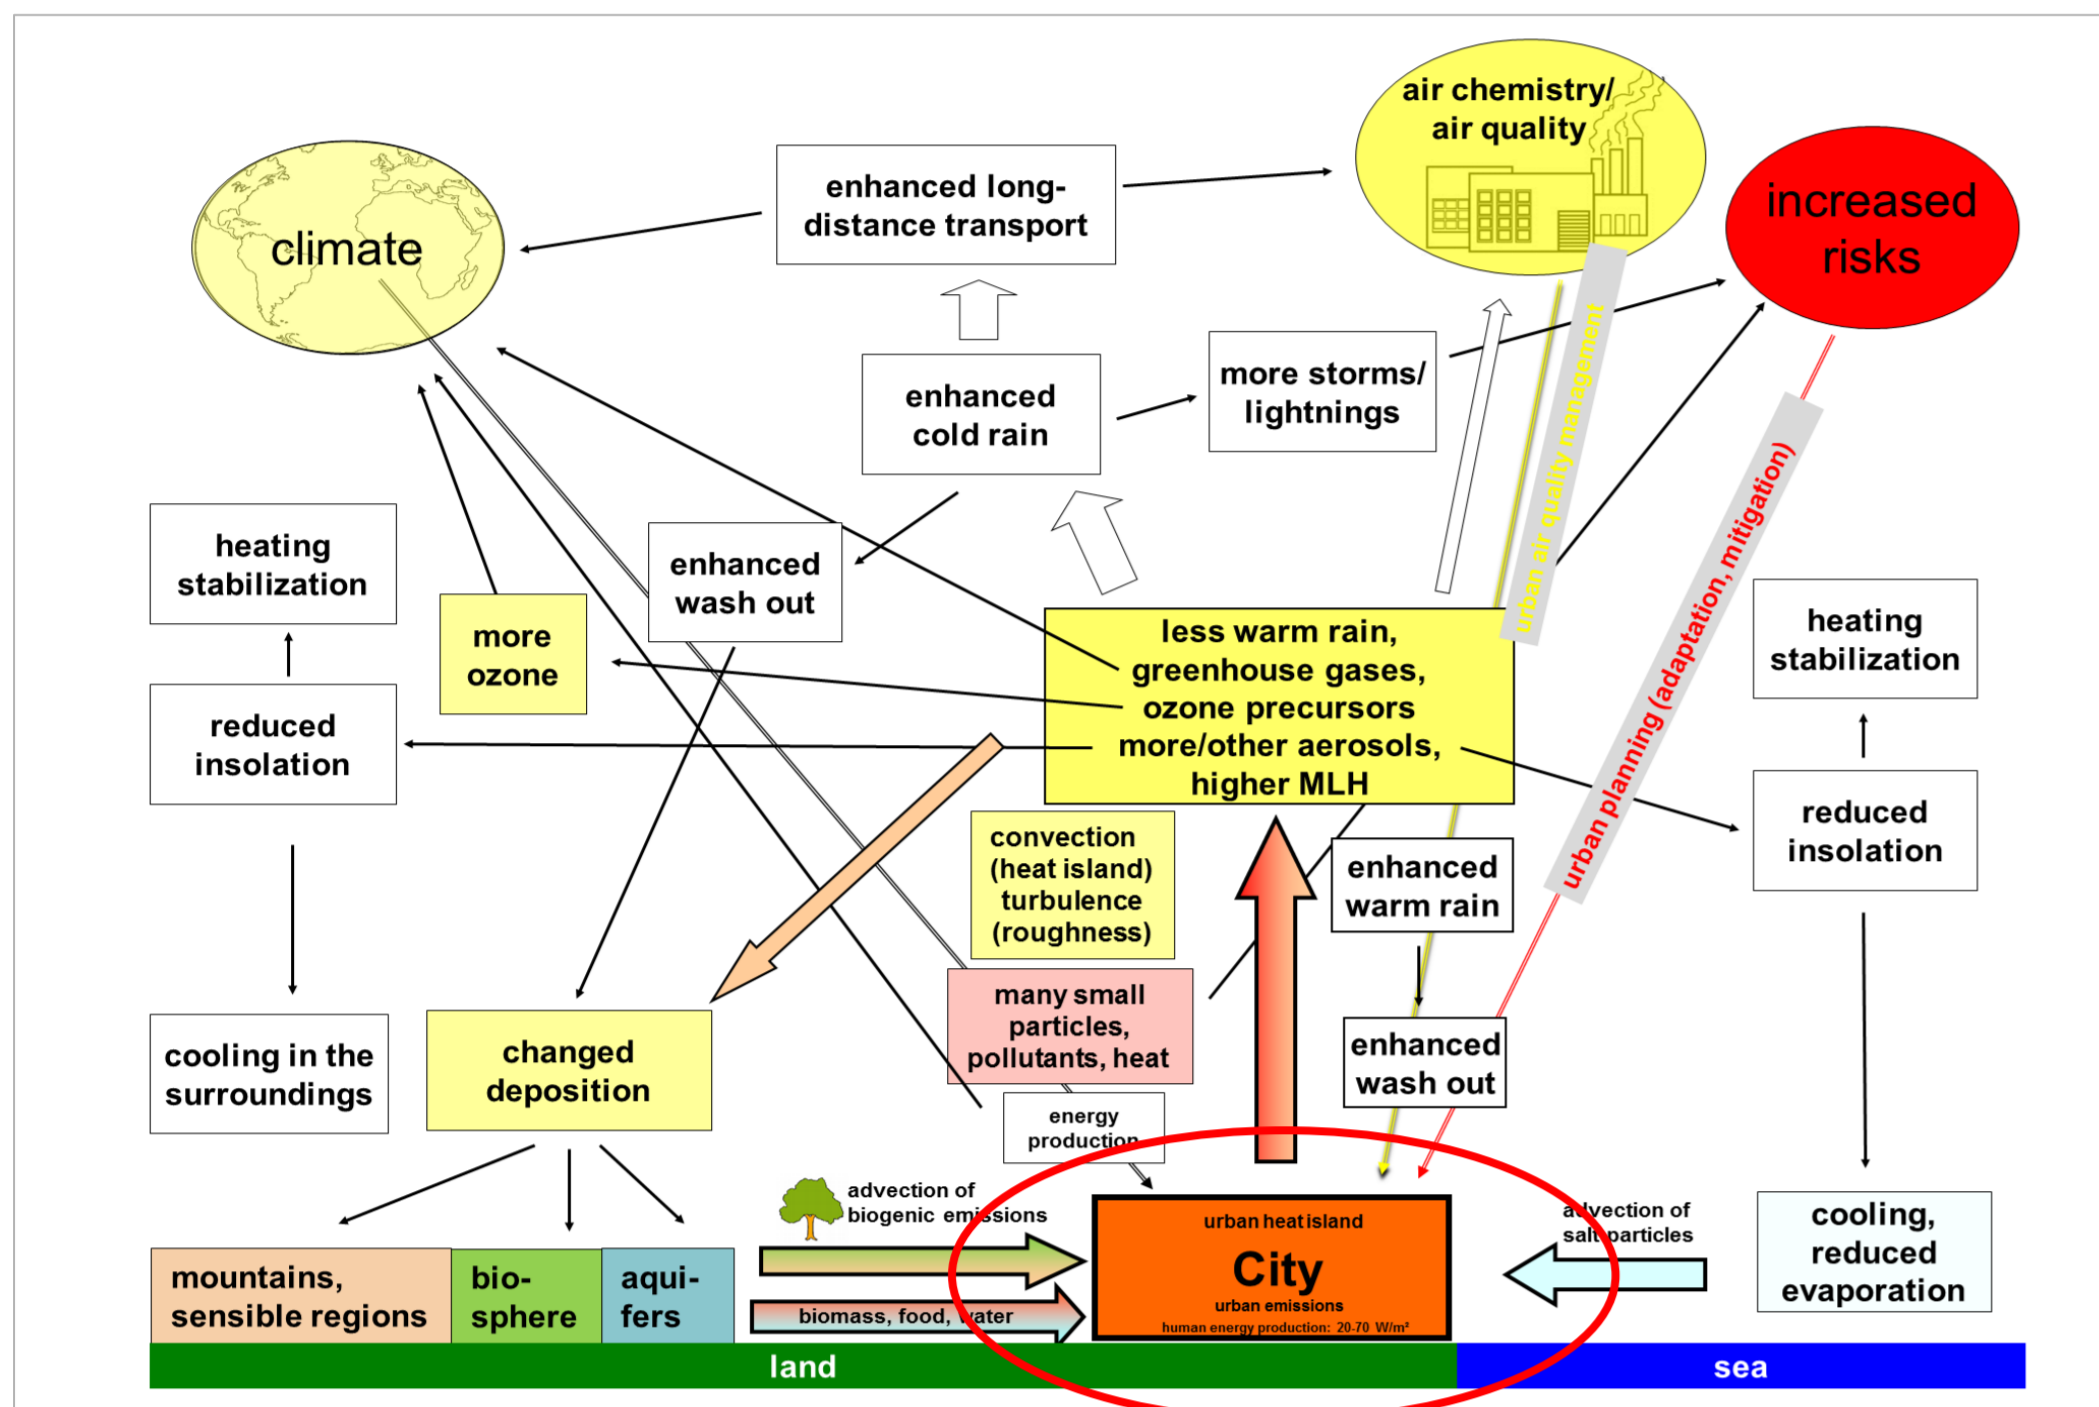 air chemistry/
air quality
increased
risks
enhanced long-
distance transport
climate
more storms/
lightnings
enhanced
cold rain
urban air quality management
urban planning (adaptation, mitigation)
heating
stabilization
enhanced
wash out
more
ozone
less warm rain,
greenhouse gases,
ozone precursors
more/other aerosols,
higher MLH
heating
stabilization
reduced
insolation
reduced
insolation
convection
(heat island)
turbulence
(roughness)
enhanced
warm rain
many small
particles,
pollutants, heat
cooling in the
surroundings
changed
deposition
enhanced
wash out
energy
production
advection of
biogenic emissions
urban heat island
City
urban emissions
human energy production: 20-70 W/m²
advection of
salt particles
cooling,
reduced
evaporation
mountains,
sensible regions
bio-
sphere
aqui-
fers
biomass, food, water
land
sea